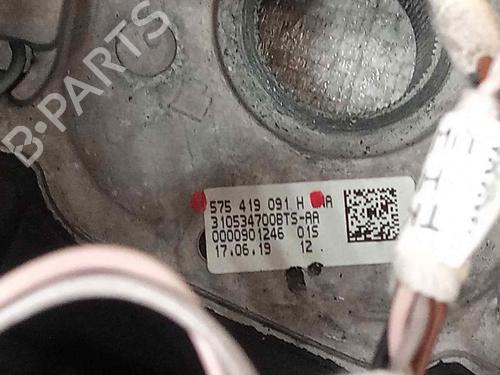 B-PARTS
575 419 091 H
310534700BTS-AA
0000901246 01S
17.06.19 12